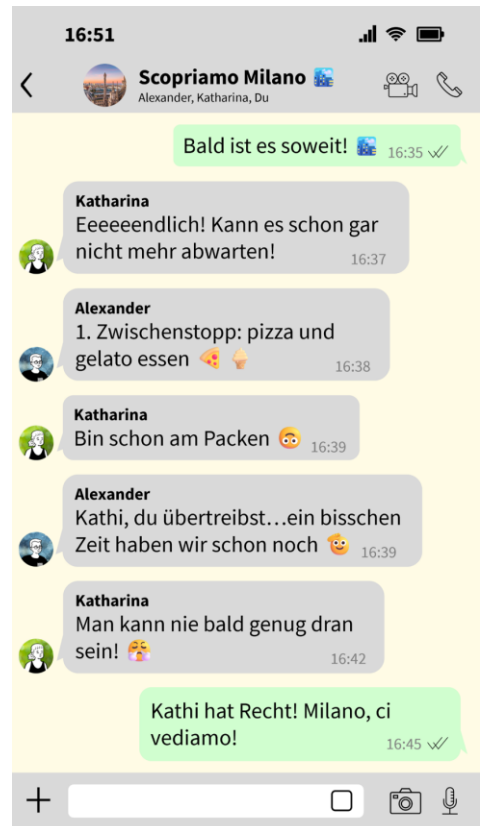 16:51
Scopriamo Milano
Alexander, Katharina, Du
Bald ist es soweit!
16:35
Katharina
Eeeeeendlich! Kann es schon gar
nicht mehr abwarten!
16:37
Alexander
1. Zwischenstopp: pizza und
gelato essen
16:38
Katharina
Bin schon am Packen
16:39
Alexander
Kathi, du übertreibst...ein bisschen
Zeit haben wir schon noch
16:39
Katharina
Man kann nie bald genug dran
sein!
16:42
Kathi hat Recht! Milano, ci
vediamo!
16:45